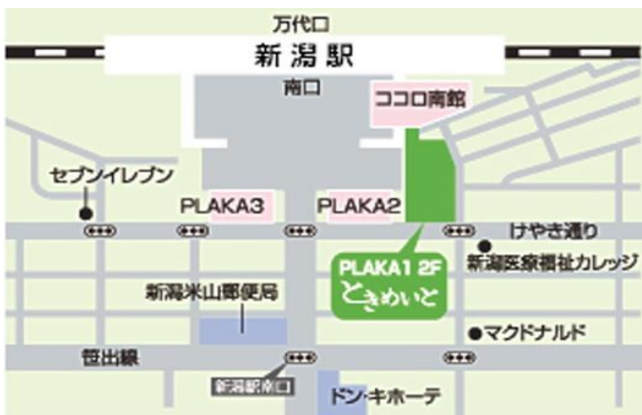 万代口
新潟駅
南口
ココロ南館
セブンイレブン
PLAKA3
PLAKA2
けやき通り
PLAKA1 2F
ときめいと
新潟医療福祉カレッジ
新潟米山郵便局
マクドナルド
笹出線
新潟駅南口
ドン・キホーテ